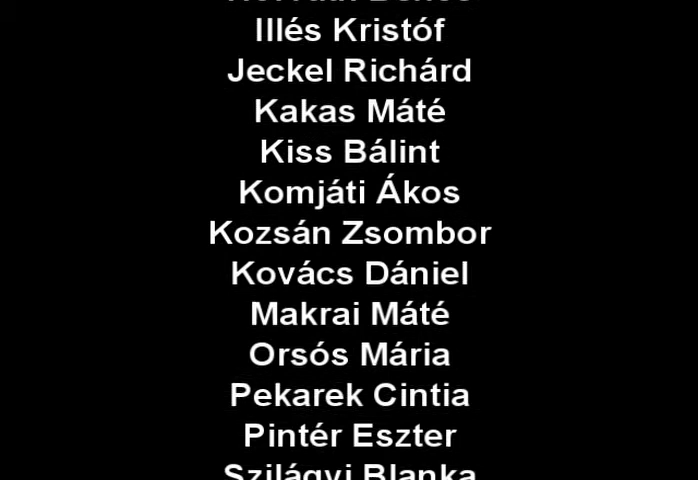 Illés Kristóf
Jeckel Richárd
Kakas Máté
Kiss Bálint
Komjáti Ákos
Kozsán Zsombor
Kovács Dániel
Makrai Máté
Orsós Mária
Pekarek Cintia
Pintér Eszter
Szilágyi Blanka